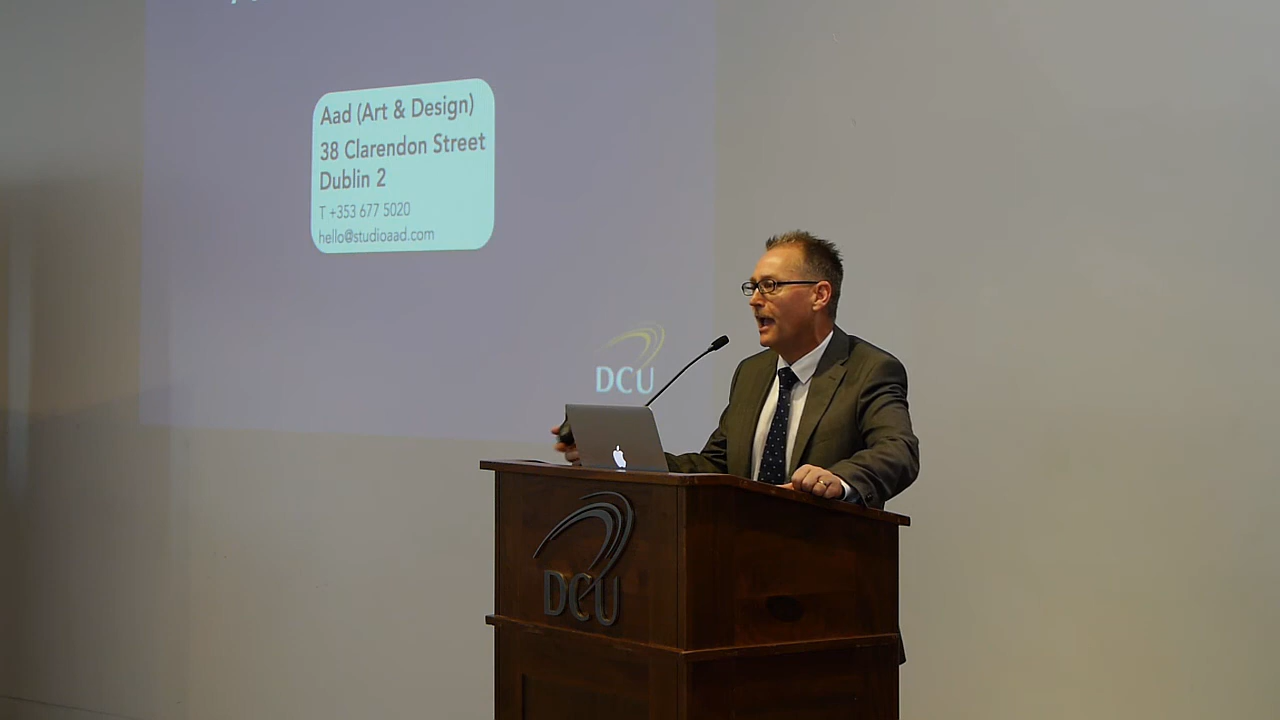 Aad (Art & Design)
38 Clarendon Street
Dublin 2
T +353 677 5020
hello@studioaad.com
DCU
DCU